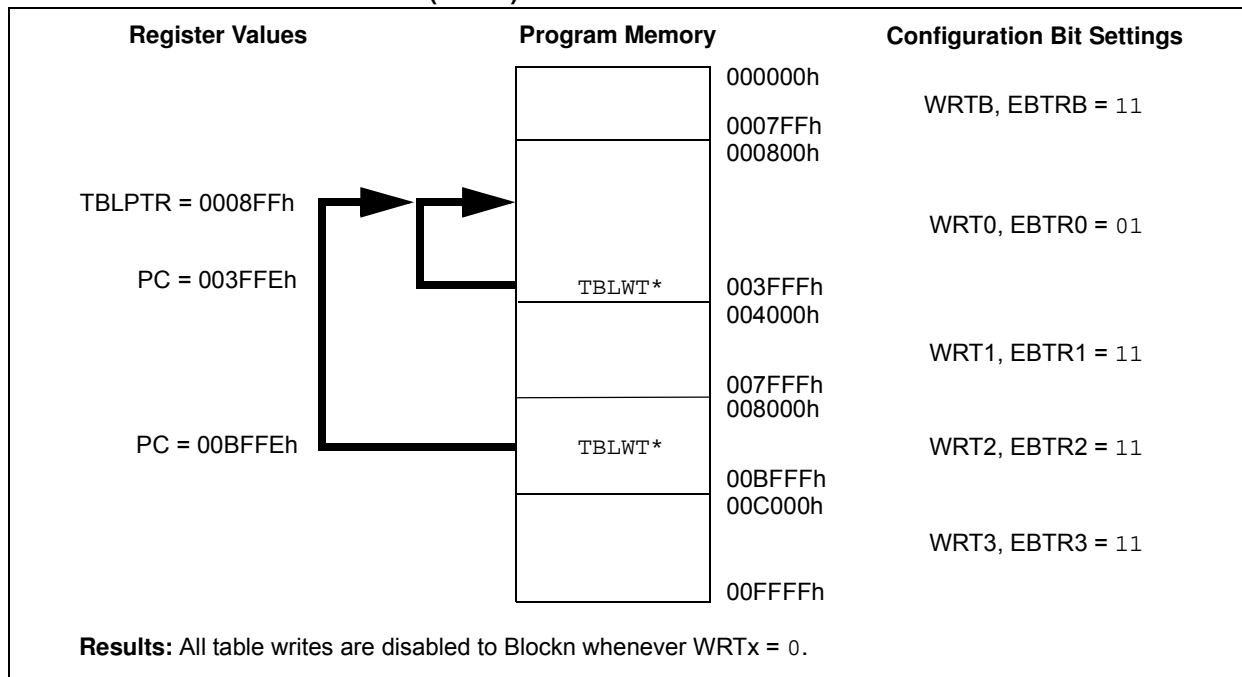 Register Values Program Memory Configuration Bit Settings
000000h
WRTB, EBTRB = 11
0007FFh
000800h
TBLPTR = 0008FFh
WRT0, EBTR0 = 01
PC = 003FFEh TBLWT* 003FFFh
004000h
WRT1, EBTR1 = 11
007FFFh
008000h
PC = 00BFFEh TBLWT* WRT2, EBTR2 = 11
00BFFFh
00C000h
WRT3, EBTR3 = 11
00FFFFh
Results: All table writes are disabled to Blockn whenever WRTx = 0.